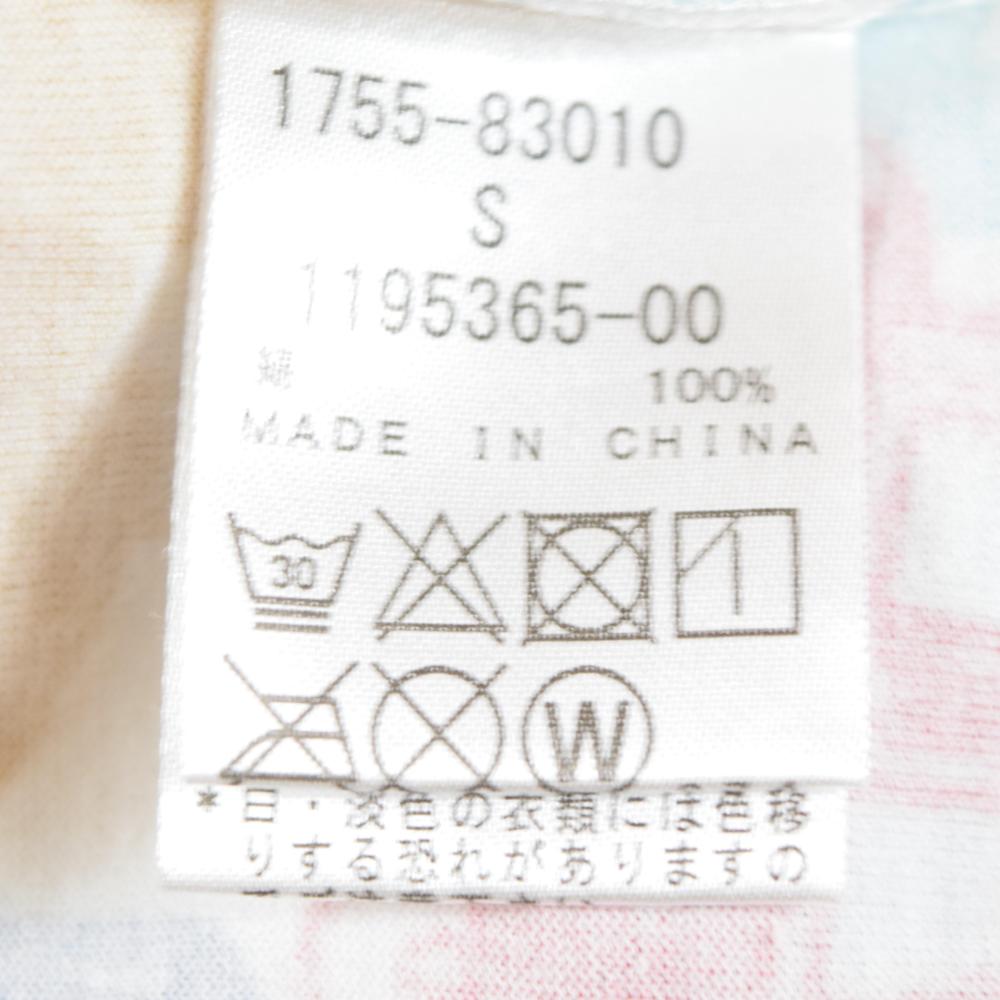 1755-83010
S
1195365-00
綿 100%
MADE IN CHINA
30
W
*白・淡色の衣類には色移
りする恐れがありますの